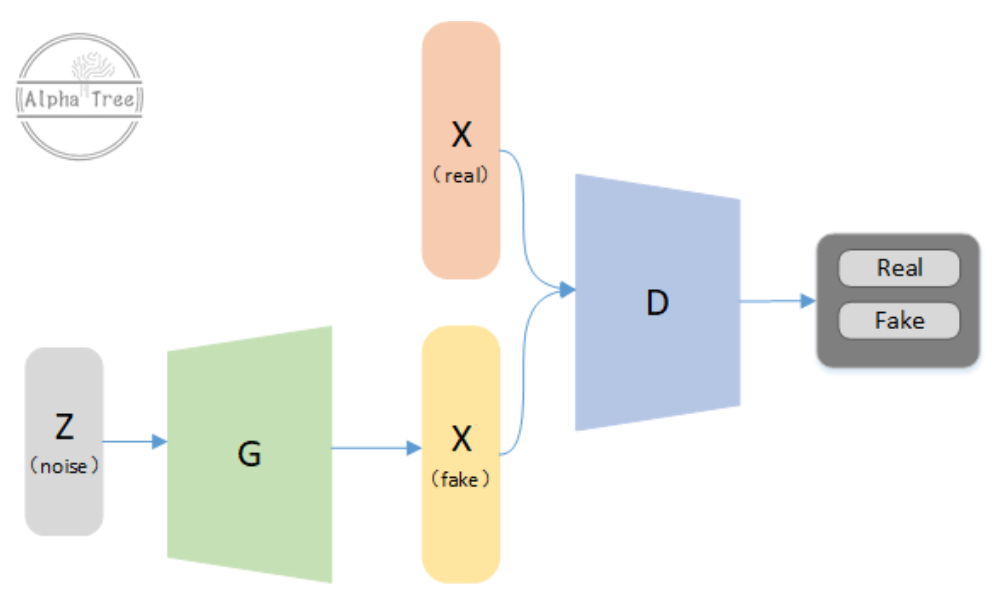 Alpha Tree
X
(real)
D
Real
Fake
Z
(noise)
G
X
(fake)